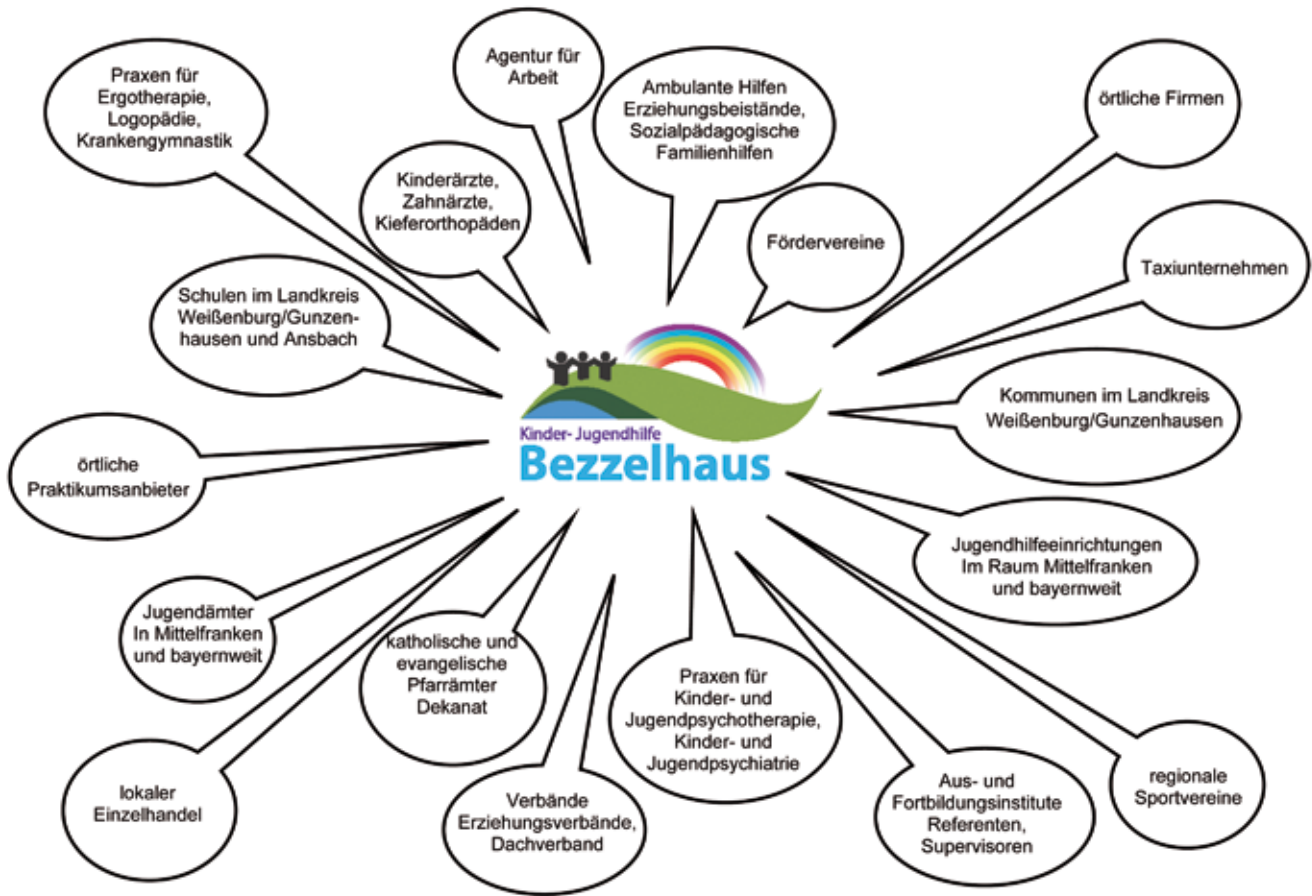 Praxen für
Ergotherapie,
Logopädie,
Krankengymnastik
Agentur für
Arbeit
Ambulante Hilfen
Erziehungsbeistände,
Sozialpädagogische
Familienhilfen
örtliche Firmen
Kinderärzte,
Zahnärzte,
Kieferorthopäden
Fördervereine
Taxiunternehmen
Schulen im Landkreis
Weißenburg/Gunzen-
hausen und Ansbach
Kommunen im Landkreis
Weißenburg/Gunzenhausen
Kinder- Jugendhilfe
Bezzelhaus
örtliche
Praktikumsanbieter
Jugendhilfeeinrichtungen
Im Raum Mittelfranken
und bayernweit
Jugendämter
In Mittelfranken
und bayernweit
katholische und
evangelische
Pfarrämter
Dekanat
Praxen für
Kinder- und
Jugendpsychotherapie,
Kinder- und
Jugendpsychiatrie
lokaler
Einzelhandel
Verbände
Erziehungsverbände,
Dachverband
Aus- und
Fortbildungsinstitute
Referenten,
Supervisoren
regionale
Sportvereine